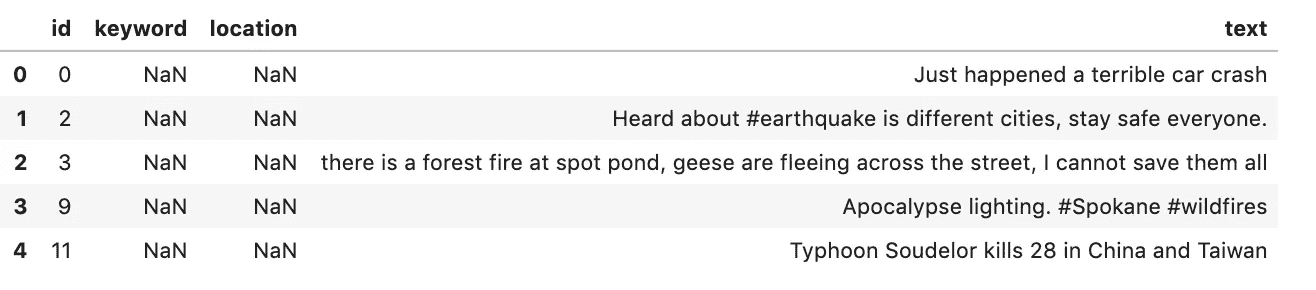 id keyword location text
0 0 NaN NaN Just happened a terrible car crash
1 2 NaN NaN Heard about #earthquake is different cities, stay safe everyone.
2 3 NaN NaN there is a forest fire at spot pond, geese are fleeing across the street, I cannot save them all
3 9 NaN NaN Apocalypse lighting. #Spokane #wildfires
4 11 NaN NaN Typhoon Soudelor kills 28 in China and Taiwan